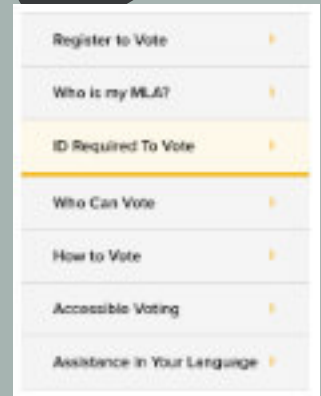 Register to Vote
Who is my MLA?
ID Required To Vote
Who Can Vote
How to Vote
Accessible Voting
Assistance In Your Language